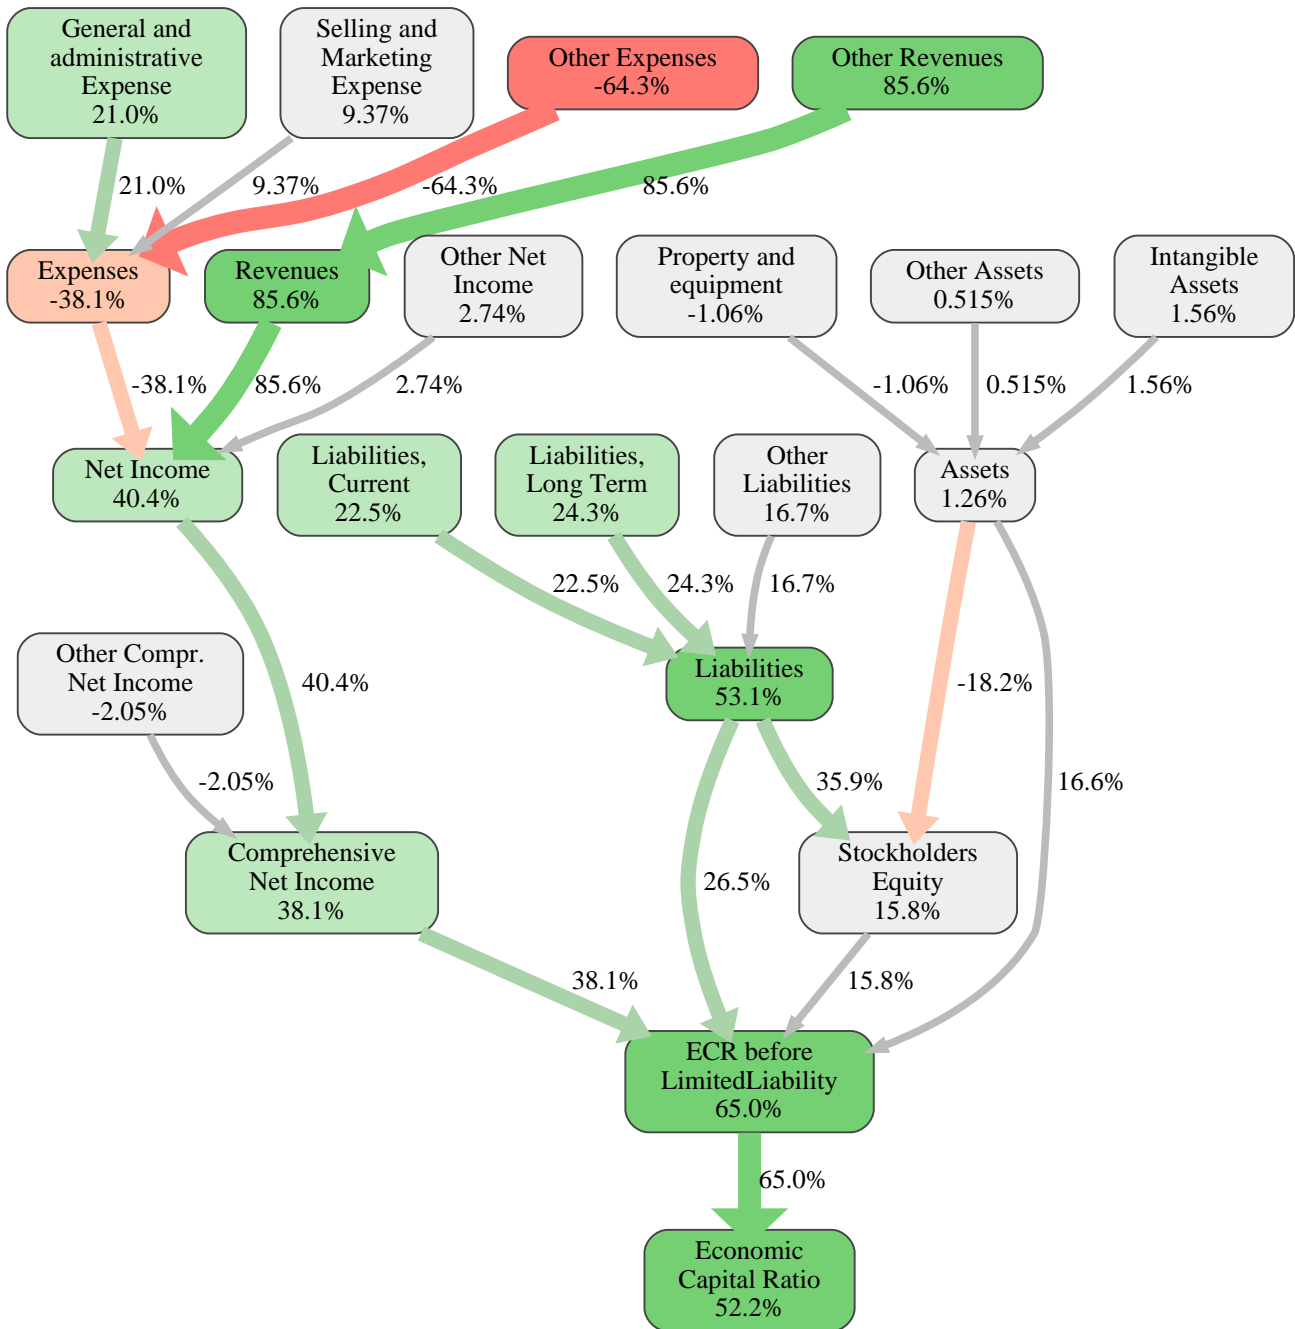 General and
administrative
Expense
21.0%
Selling and
Marketing
Expense
9.37%
Other Expenses
-64.3%
Other Revenues
85.6%
21.0%
9.37%
-64.3%
85.6%
Expenses
-38.1%
Revenues
85.6%
Other Net
Income
2.74%
Property and
equipment
-1.06%
Other Assets
0.515%
Intangible
Assets
1.56%
-38.1%
85.6%
2.74%
-1.06%
0.515%
1.56%
Net Income
40.4%
Liabilities,
Current
22.5%
Liabilities,
Long Term
24.3%
Other
Liabilities
16.7%
Assets
1.26%
22.5%
24.3%
16.7%
Other Compr.
Net Income
-2.05%
40.4%
Liabilities
53.1%
-18.2%
-2.05%
35.9%
16.6%
Comprehensive
Net Income
38.1%
26.5%
Stockholders
Equity
15.8%
38.1%
15.8%
ECR before
LimitedLiability
65.0%
65.0%
Economic
Capital Ratio
52.2%